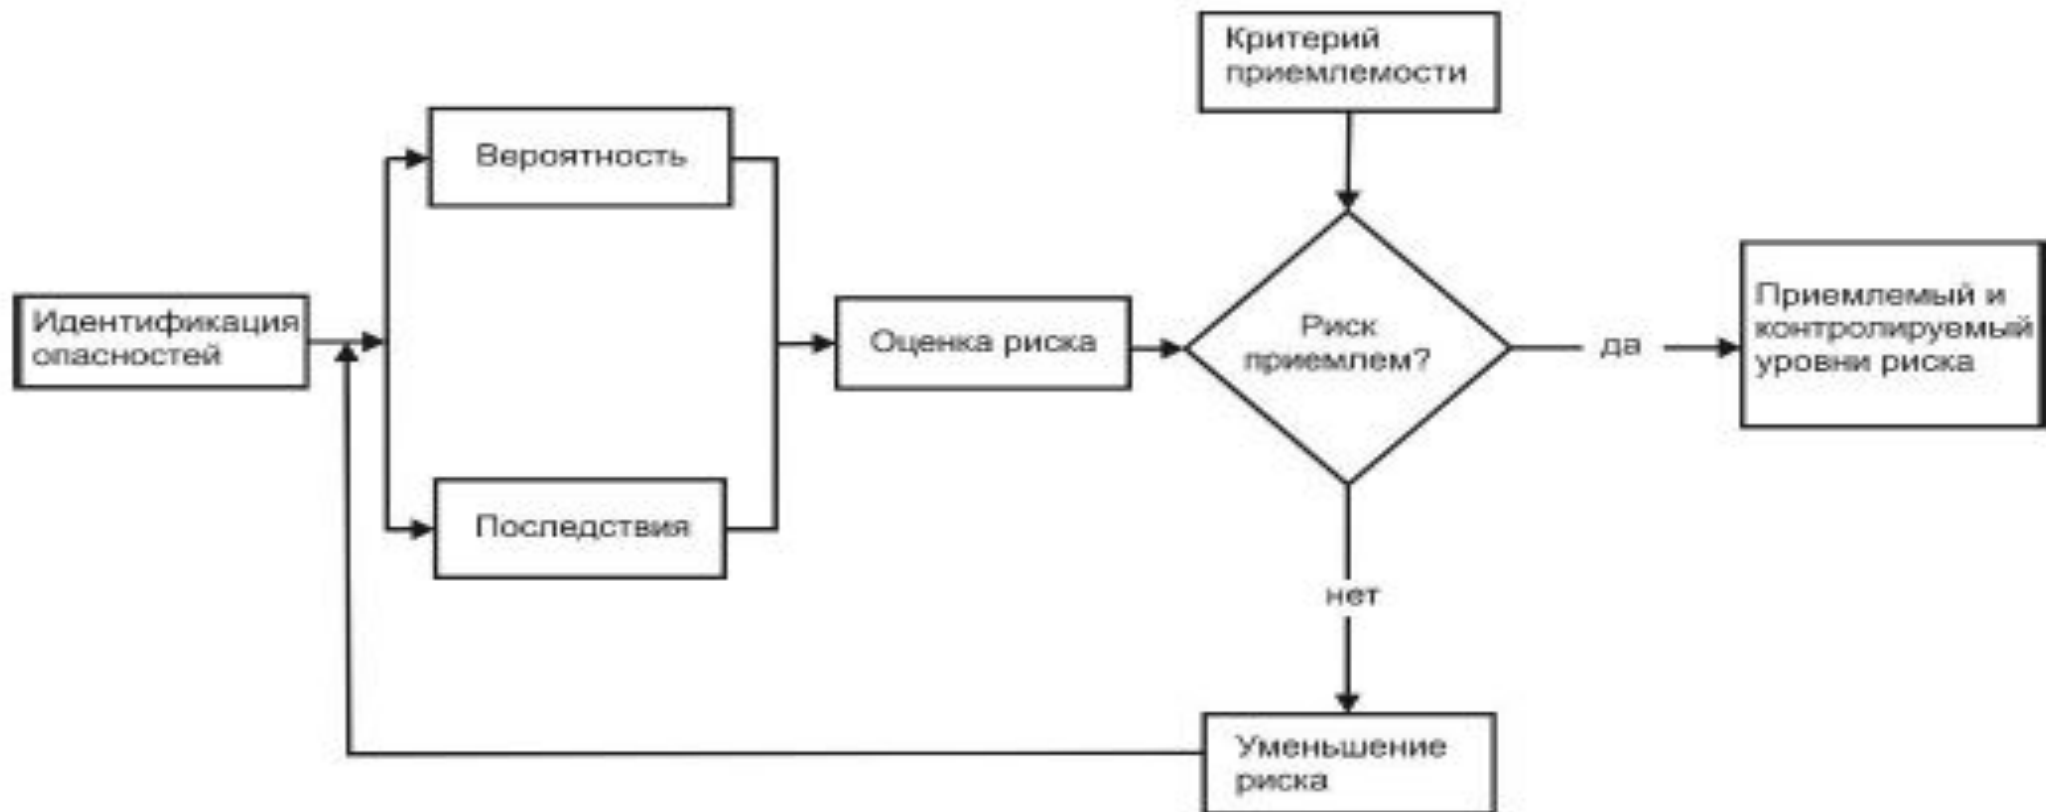 Критерий
приемлемости
Вероятность
Идентификация
опасностей
Оценка риска
Риск
приемлем?
да
Приемлемый и
контролируемый
уровни риска
Последствия
нет
Уменьшение
риска